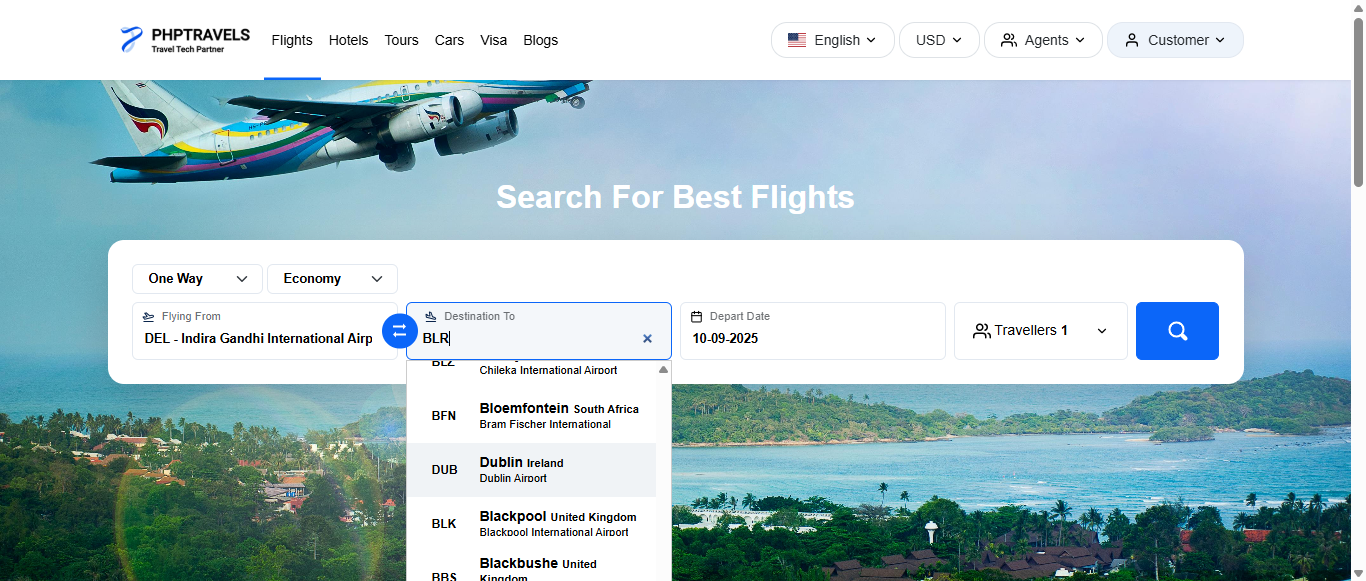 PHPTRAVELS
Travel Tech Partner
Flights Hotels Tours Cars Visa Blogs
English USD Agents Customer
Search For Best Flights
One Way Economy
Flying From
DEL - Indira Gandhi International Airp
Destination To
BLR
Depart Date
10-09-2025
Travellers 1
BLZ
Chileka International Airport
BFN Bloemfontein South Africa
Bram Fischer International
DUB Dublin Ireland
Dublin Airport
BLK Blackpool United Kingdom
Blackpool International Airport
BBS Blackbushe United
Kingdom